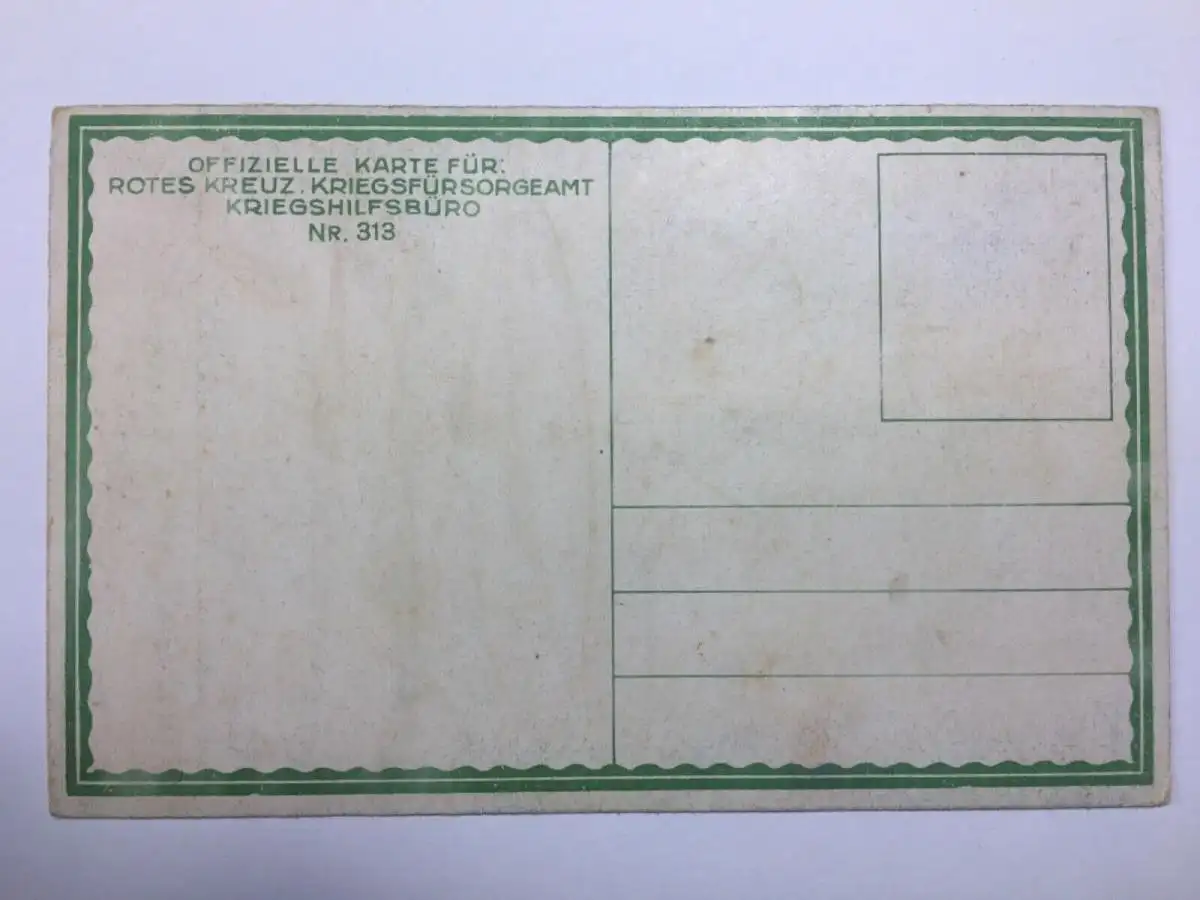 OFFIZIELLE KARTE FÜR:
ROTES KREUZ. KRIEGSFÜRSORGEAMT
KRIEGSHILFSBÜRO
NR. 313